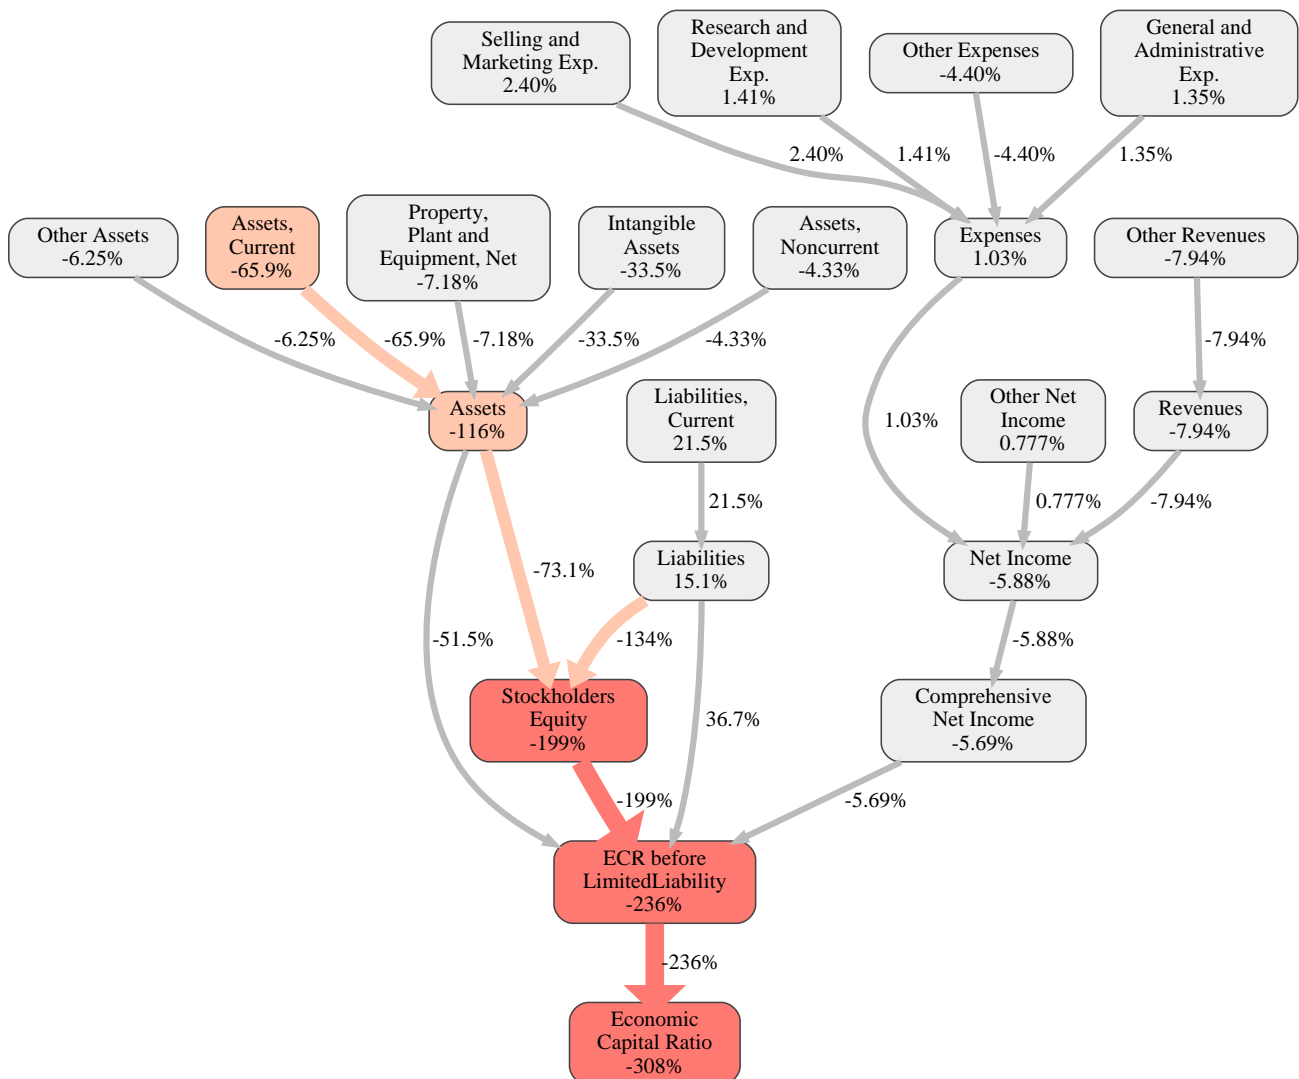 Selling and
Marketing Exp.
2.40%
Research and
Development
Exp.
1.41%
Other Expenses
-4.40%
General and
Administrative
Exp.
1.35%
2.40%
1.41%
-4.40%
1.35%
Other Assets
-6.25%
Assets,
Current
-65.9%
Property,
Plant and
Equipment, Net
-7.18%
Intangible
Assets
-33.5%
Assets,
Noncurrent
-4.33%
Expenses
1.03%
Other Revenues
-7.94%
-6.25%
-65.9%
-7.18%
-33.5%
-4.33%
-7.94%
Assets
-116%
Liabilities,
Current
21.5%
1.03%
Other Net
Income
0.777%
Revenues
-7.94%
21.5%
0.777%
-7.94%
-73.1%
Liabilities
15.1%
Net Income
-5.88%
-51.5%
-134%
-5.88%
Stockholders
Equity
-199%
36.7%
Comprehensive
Net Income
-5.69%
-199%
-5.69%
ECR before
LimitedLiability
-236%
-236%
Economic
Capital Ratio
-308%